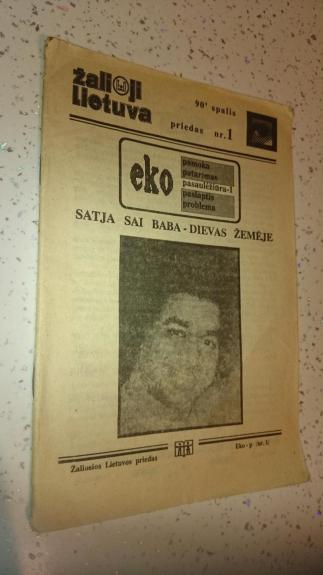 žalioji
Lietuva
90' spalis
priedas nr. 1
eko
pamoka
patarimas
pasaulėžiūra-1
paslaptis
problema
SATJA SAI BABA - DIEVAS ŽEMĖJE
Žaliosios Lietuvos priedas
Eko - p (nr. 1)